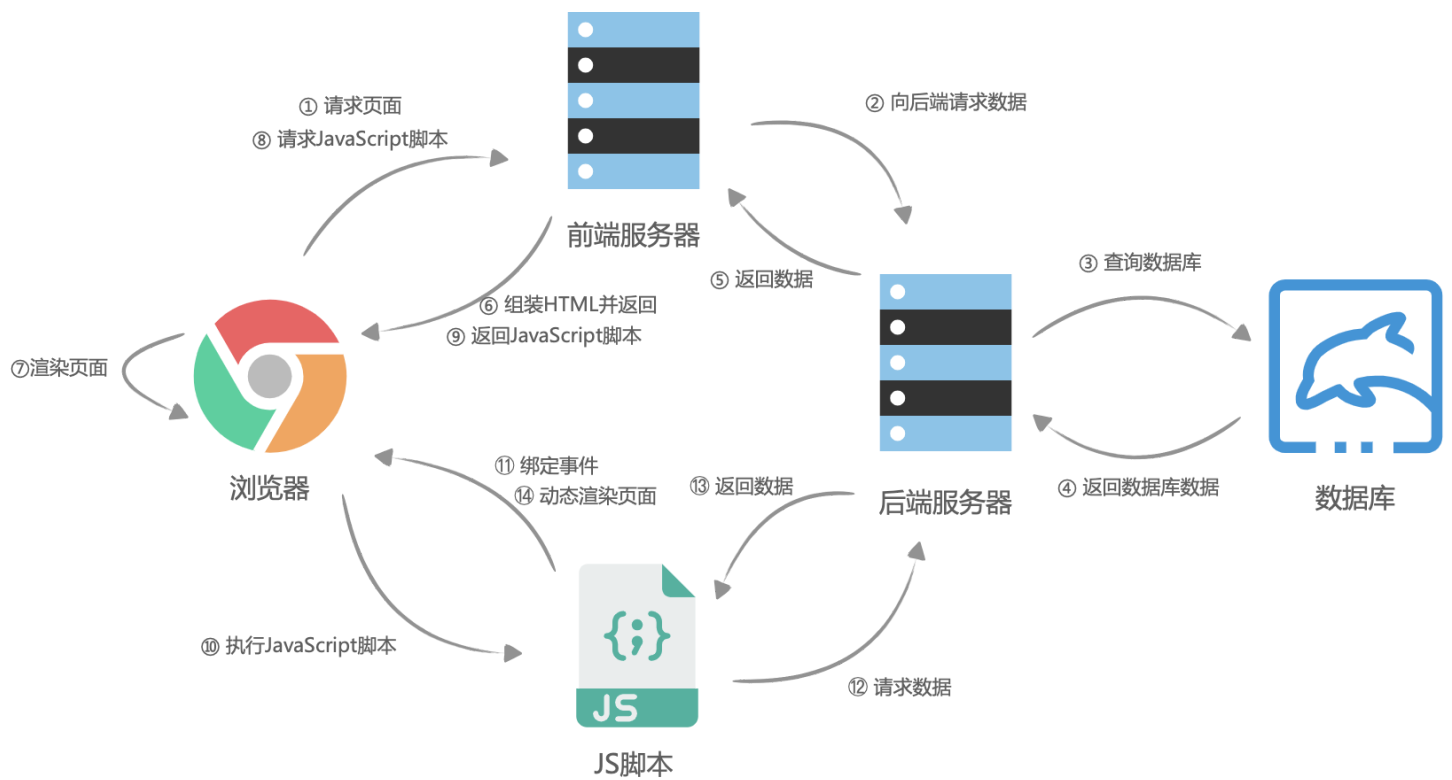 ① 请求页面
⑧ 请求JavaScript脚本
② 向后端请求数据
前端服务器
③ 查询数据库
⑤ 返回数据
⑥ 组装HTML并返回
⑨ 返回JavaScript脚本
⑦渲染页面
⑪ 绑定事件
⑭ 动态渲染页面
⑬ 返回数据
浏览器
后端服务器
④ 返回数据库数据
数据库
⑩ 执行JavaScript脚本
{;}
⑫ 请求数据
JS
JS脚本